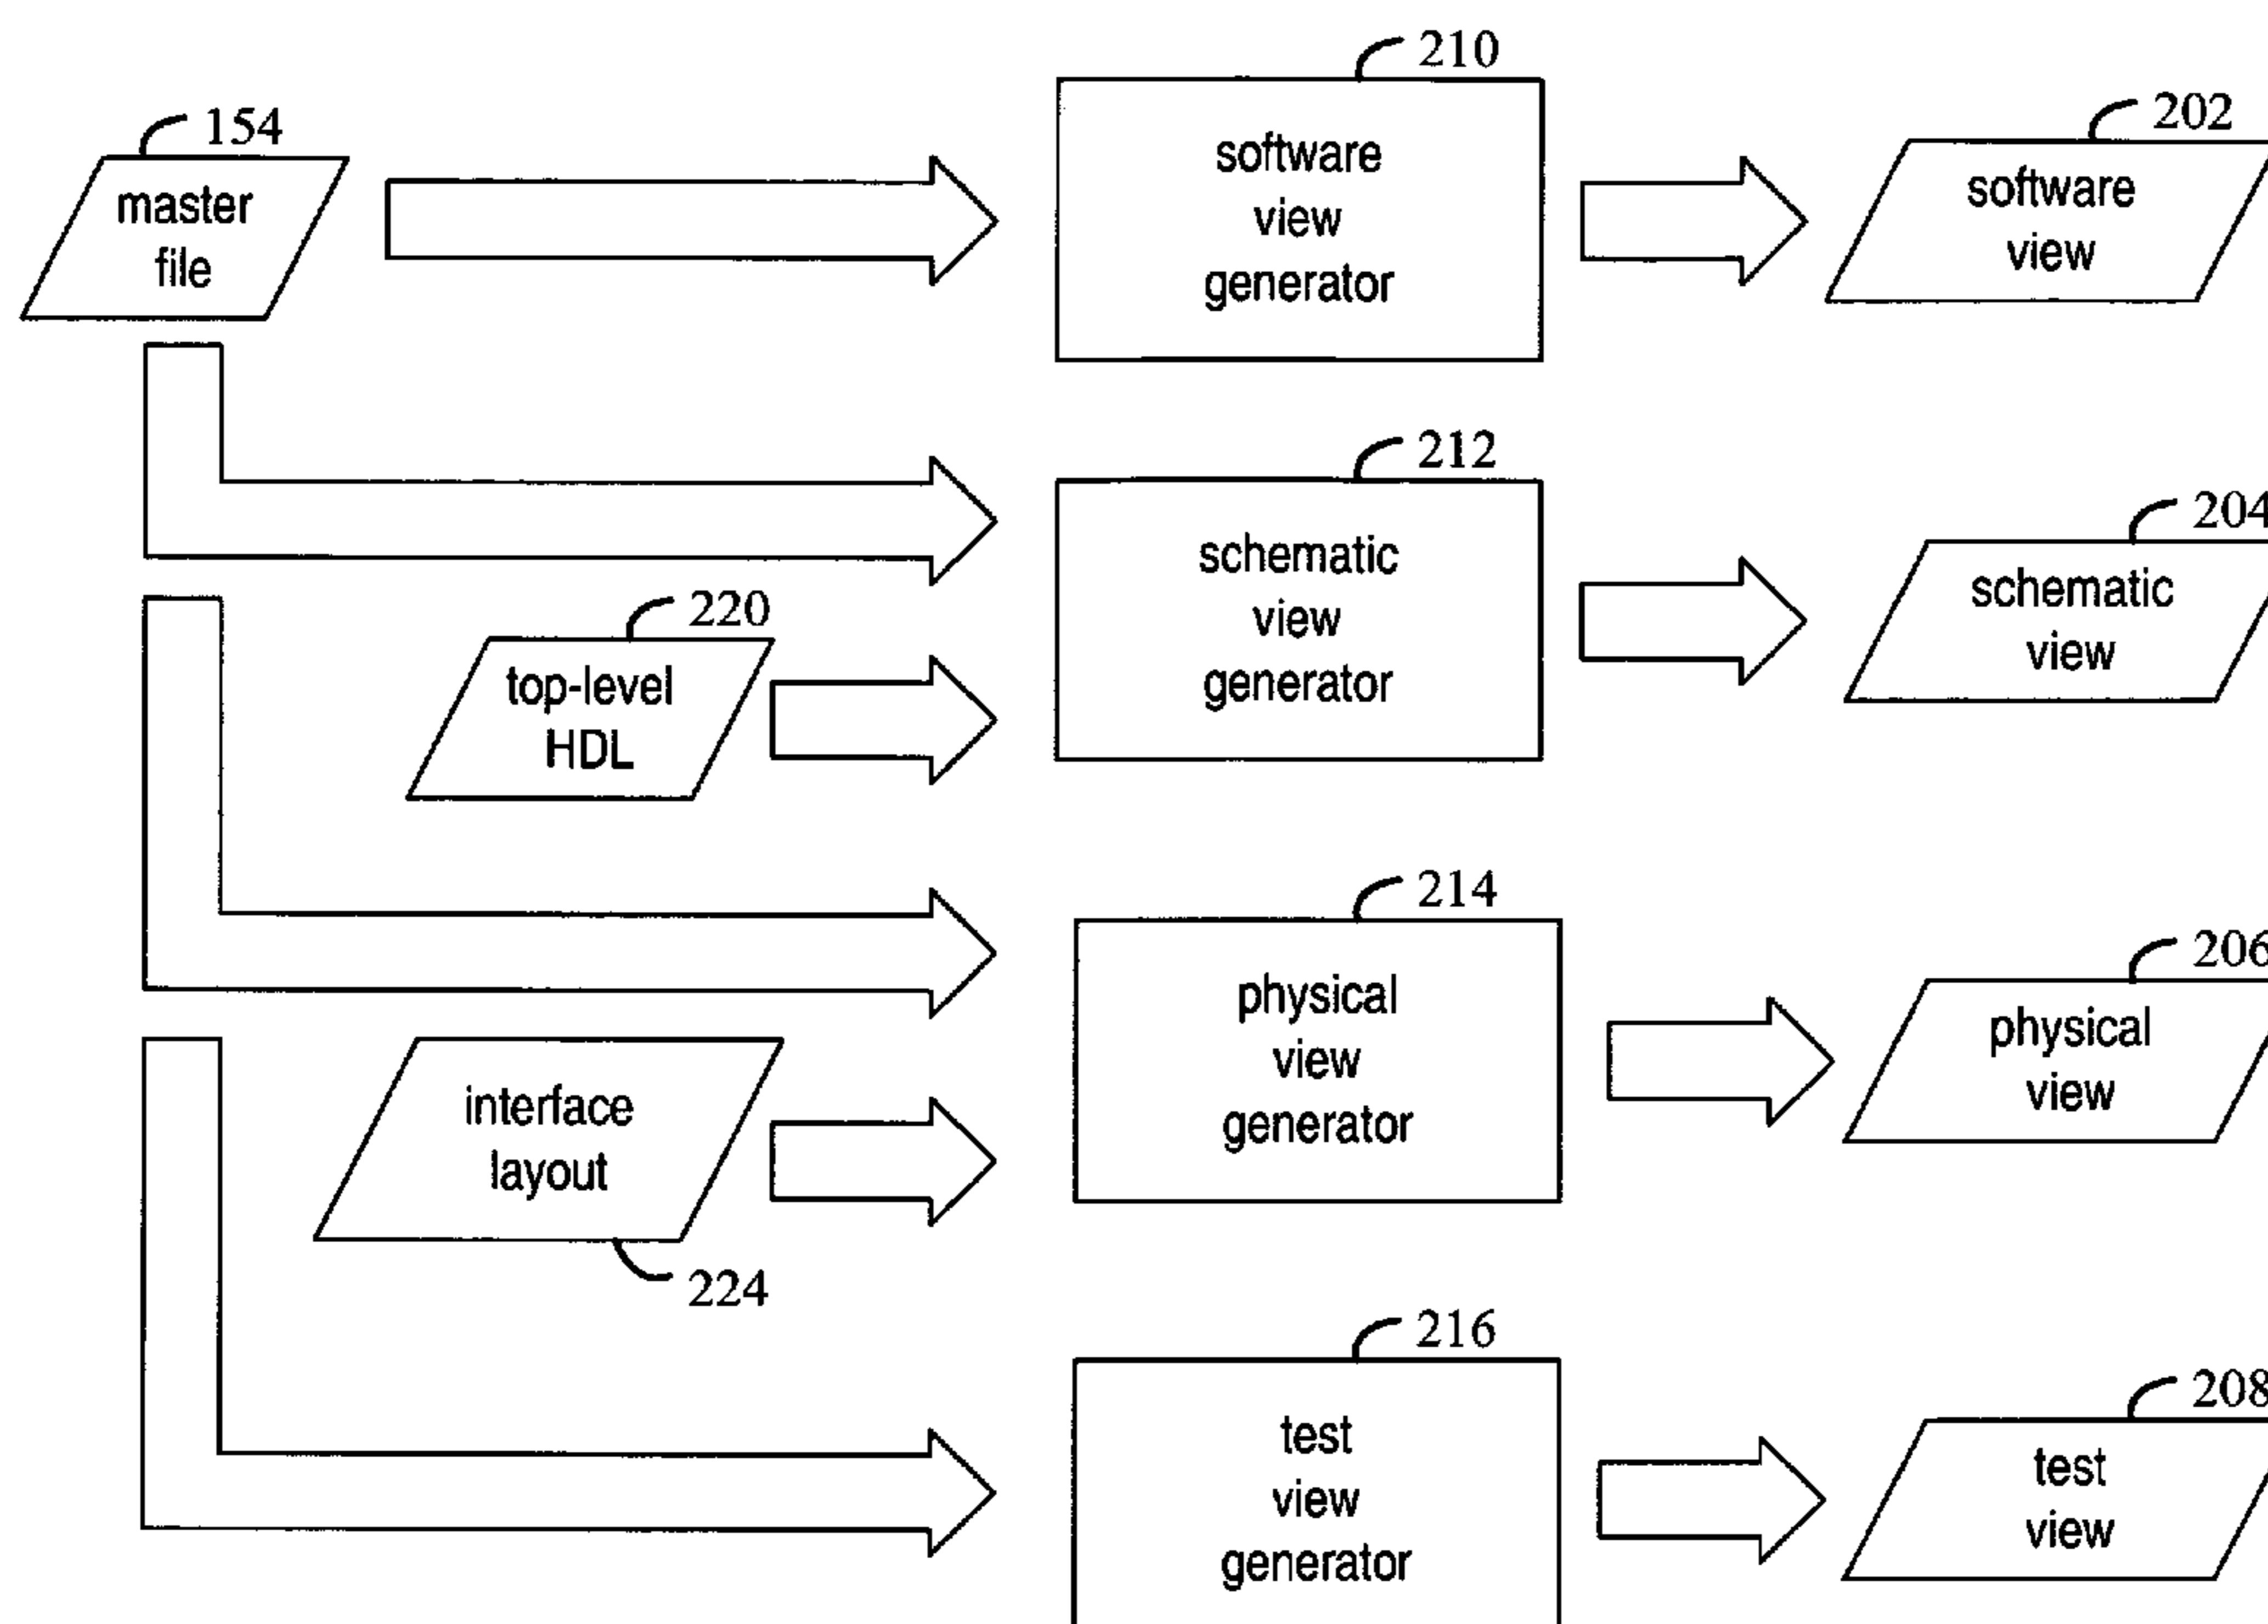 210
154
202
master
file
software
view
generator
software
view
212
204
schematic
view
generator
schematic
view
220
top-level
HDL
214
206
physical
view
generator
physical
view
interface
layout
224
216
208
test
view
generator
test
view